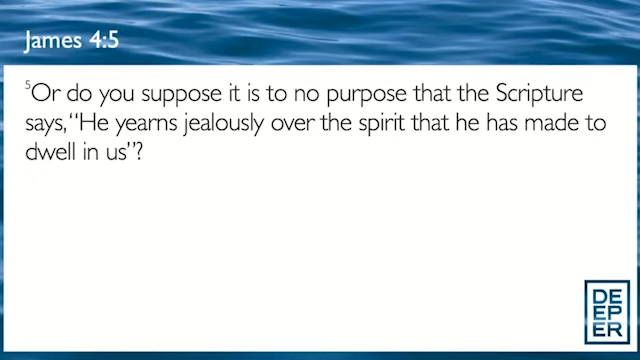 James 4:5
5Or do you suppose it is to no purpose that the Scripture
says, “He yearns jealously over the spirit that he has made to
dwell in us”?
DE
EP
ER